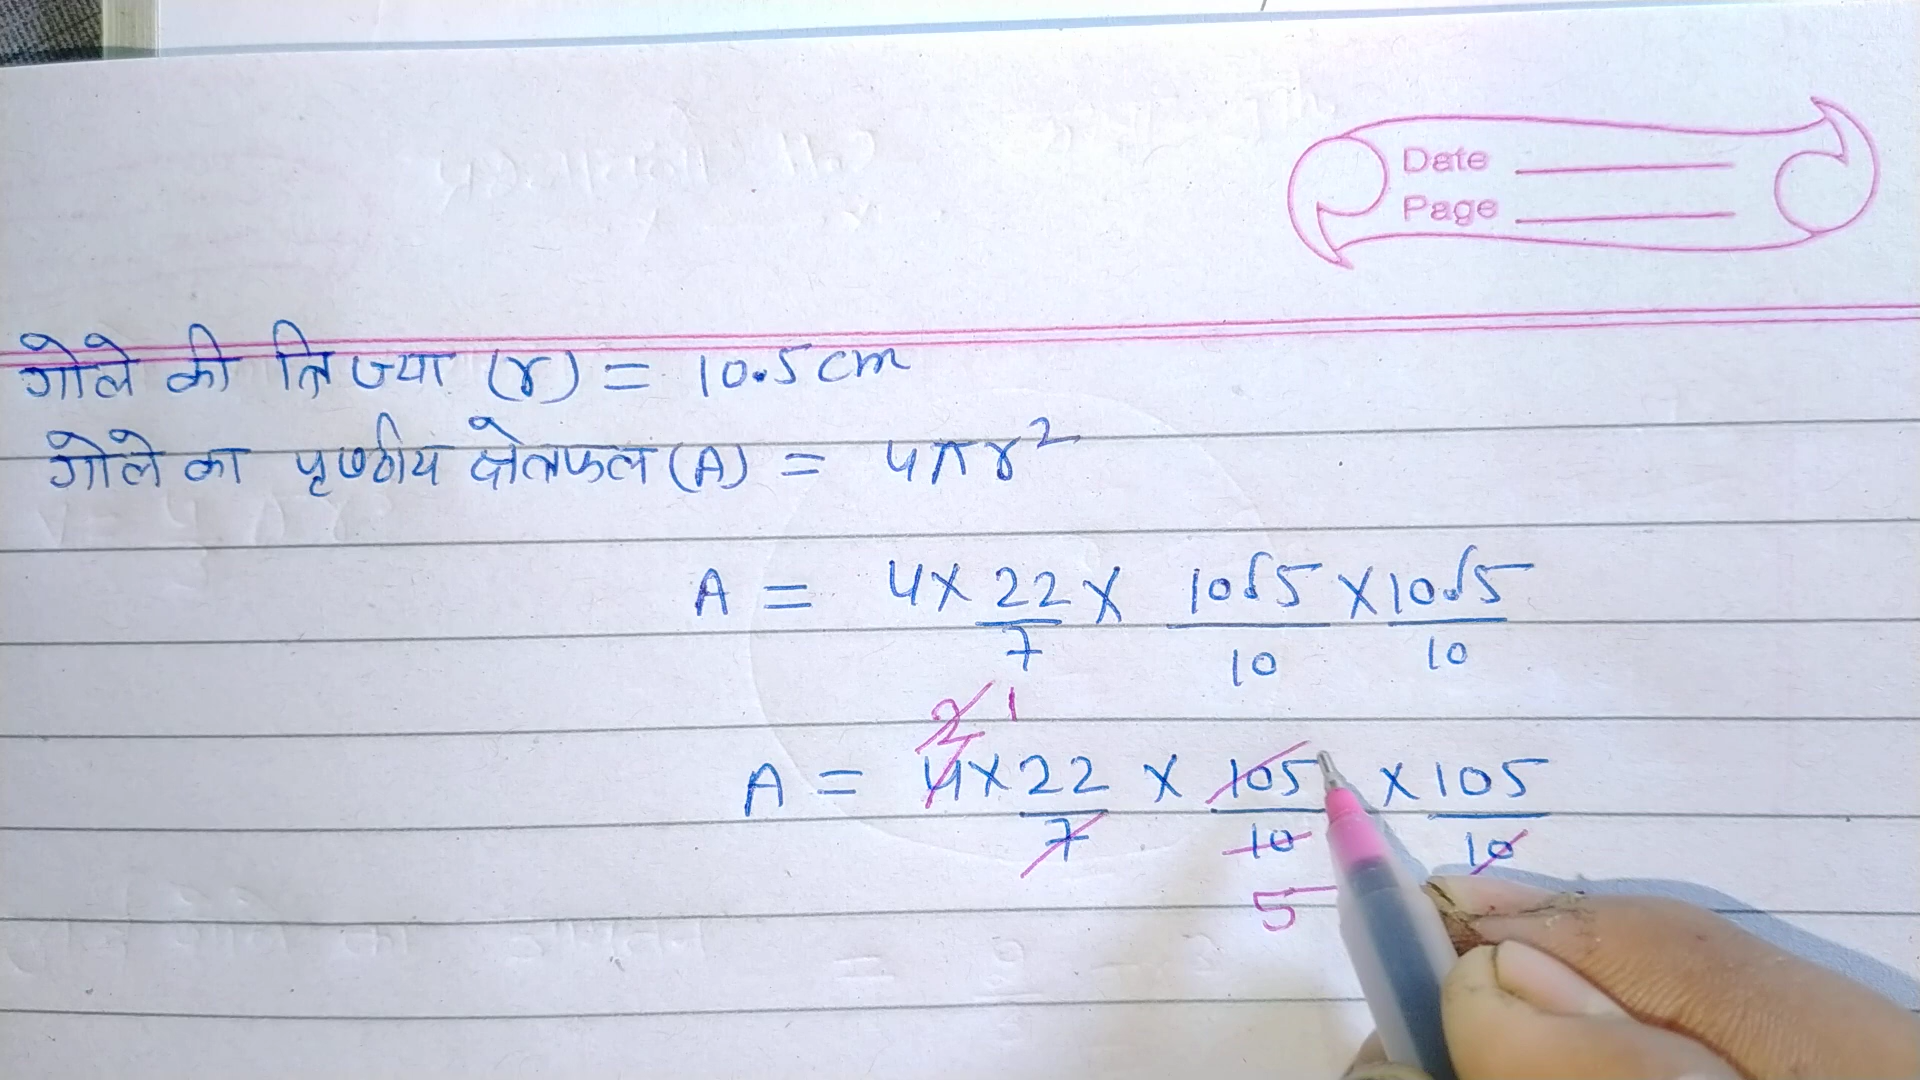 Date
Page
गोले की त्रिज्या (r) = 10.5 cm
गोले का पृष्ठीय क्षेत्रफल (A) = 4πr²
A = 4 × 22/7 × 10.5/10 × 10.5/10
2 1
A = 4 × 22/7 × 105/10 × 105/10
5